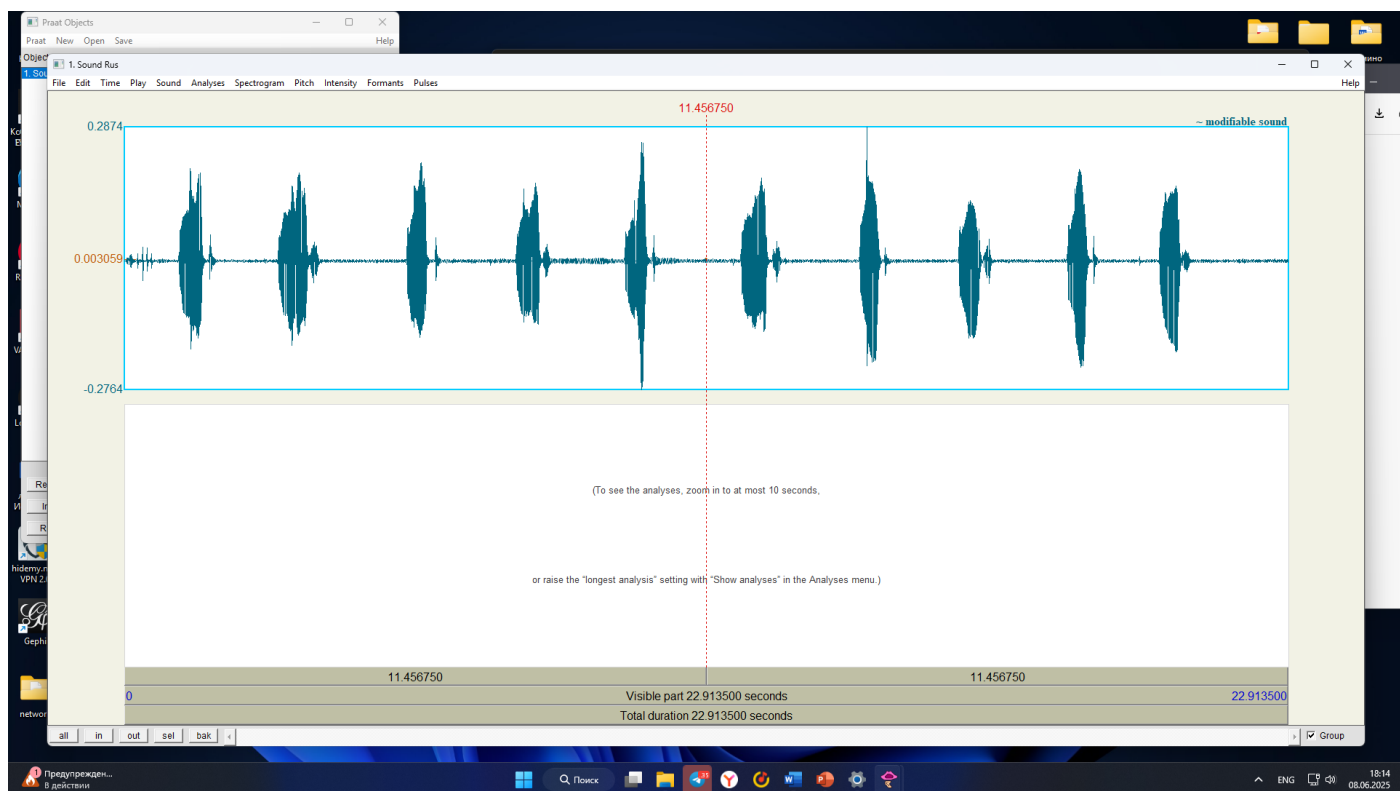 Praat Objects
Praat New Open Save Help
1. Sound Rus
File Edit Time Play Sound Analyses Spectrogram Pitch Intensity Formants Pulses Help
11.456750
0.2874
~ modifiable sound
0.003059
-0.2764
(To see the analyses, zoom in to at most 10 seconds,
or raise the "longest analysis" setting with "Show analyses" in the Analyses menu.)
11.456750 11.456750
0 Visible part 22.913500 seconds 22.913500
Total duration 22.913500 seconds
all in out sel bak Group
Gephi
Предупрежден...
В действии
Поиск
ENG
18:14
08.06.2025